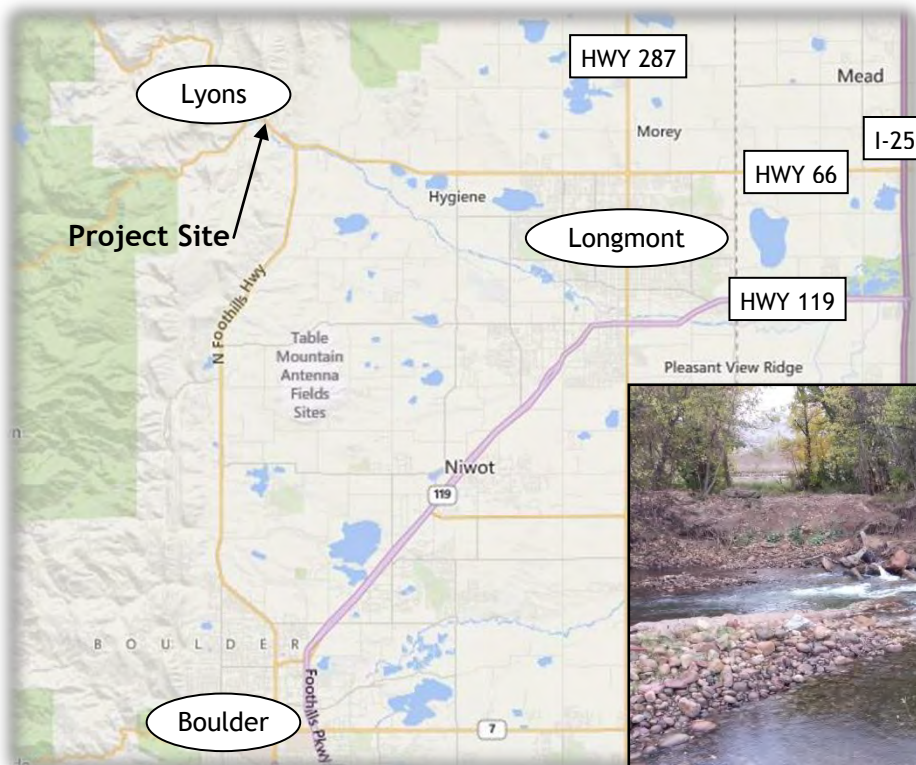 HWY 287
Mead
Lyons
Morey
I-25
HWY 66
Hygiene
Project Site
Longmont
N Foothills Hwy
HWY 119
Table
Mountain
Antenna
Fields
Sites
Pleasant View Ridge
Niwot
119
BOULDER
Foothills Pkwy
Boulder
7